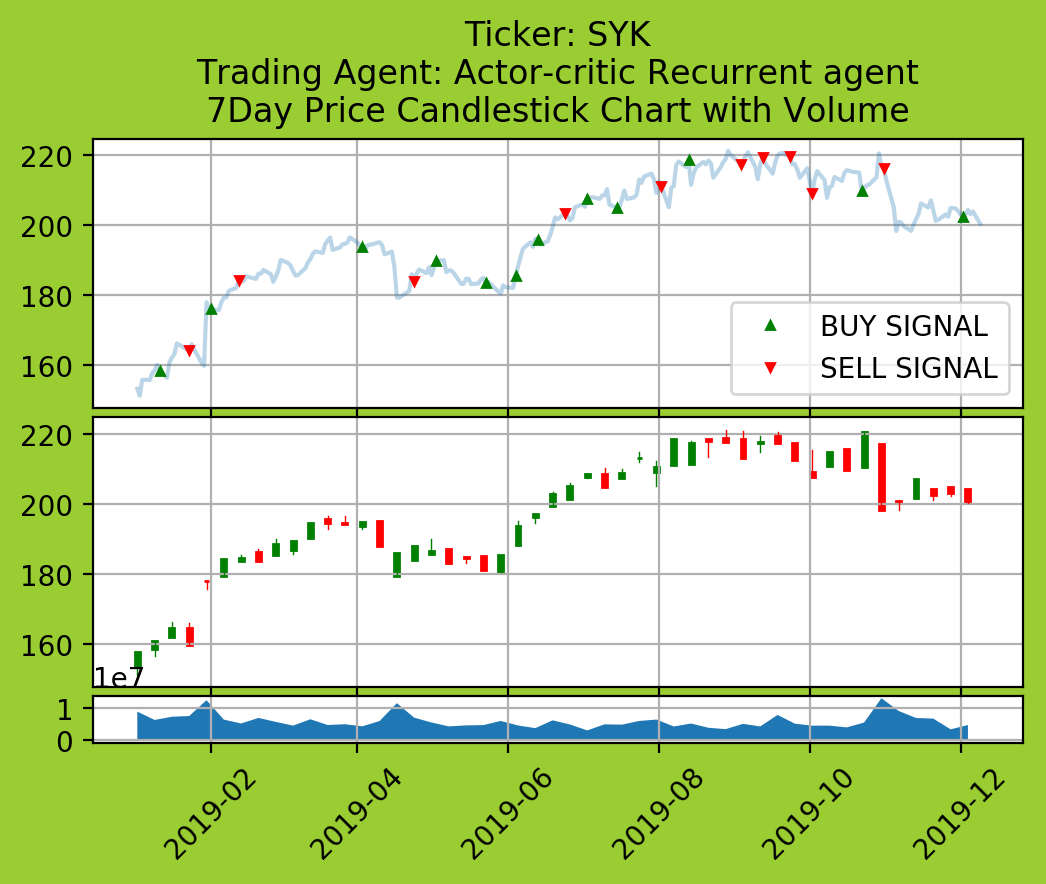 Ticker: SYK
Trading Agent: Actor-critic Recurrent agent
7Day Price Candlestick Chart with Volume
220
200
180
160
BUY SIGNAL
SELL SIGNAL
220
200
180
160
1e7
1
0
2019-02
2019-04
2019-06
2019-08
2019-10
2019-12